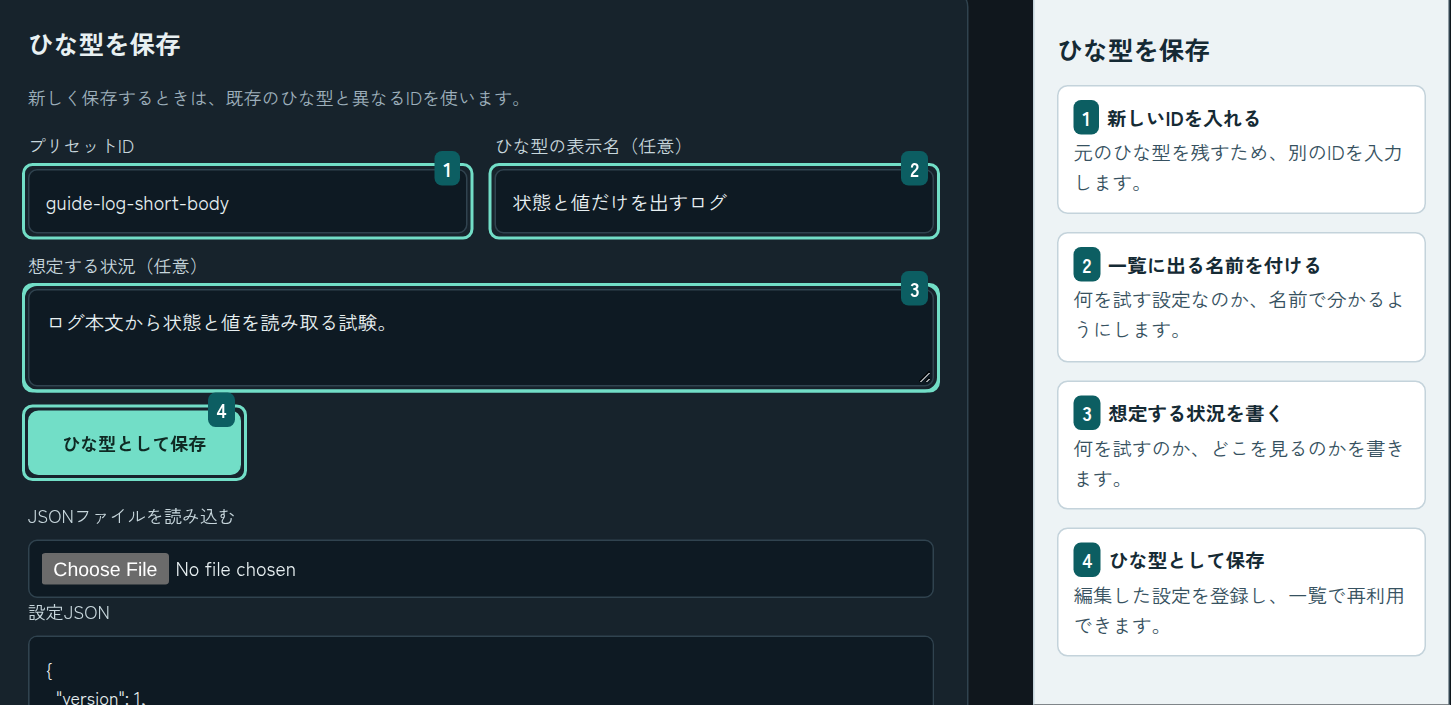 ひな型を保存
新しく保存するときは、既存のひな型と異なるIDを使います。
プリセットID
ひな型の表示名（任意）
1
2
guide-log-short-body
状態と値だけを出すログ
想定する状況（任意）
3
ログ本文から状態と値を読み取る試験。
4
ひな型として保存
JSONファイルを読み込む
Choose File No file chosen
設定JSON
{
"version": 1,
ひな型を保存
1 新しいIDを入れる
元のひな型を残すため、別のIDを入力
します。
2 一覧に出る名前を付ける
何を試す設定なのか、名前で分かるよ
うにします。
3 想定する状況を書く
何を試すのか、どこを見るのかを書き
ます。
4 ひな型として保存
編集した設定を登録し、一覧で再利用
できます。